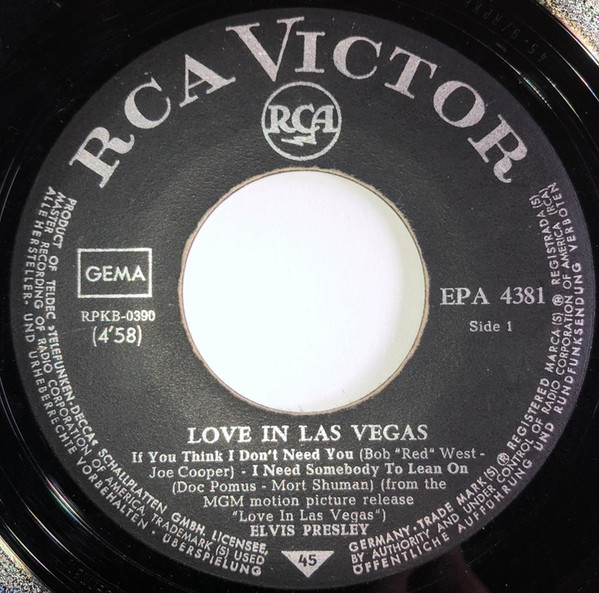 RCA VICTOR
RCA
GEMA
RPKB-0390
(4'58)
EPA 4381
Side 1
LOVE IN LAS VEGAS
If You Think I Don't Need You (Bob "Red" West -
Joe Cooper) - I Need Somebody To Lean On
(Doc Pomus - Mort Shuman) (from the
MGM motion picture release
"Love In Las Vegas")
ELVIS PRESLEY
45
PRODUCT OF TELDEC »TELEFUNKEN-DECCA« SCHALLPLATTEN GMBH, LICENSEE,
MASTER RECORDING OF RADIO CORPORATION OF AMERICA, TRADEMARK(S) USED
ALLE HERSTELLER- UND URHEBERRECHTE VORBEHALTEN · ÜBERSPIELUNG
GERMANY · TRADE MARK(S) ® REGISTERED MARCA(S) ® REGISTRADA(S)
BY AUTHORITY AND UNDER CONTROL OF RADIO CORPORATION OF AMERICA (RCA)
ÖFFENTLICHE AUFFÜHRUNG UND RUNDFUNKSENDUNG VERBOTEN